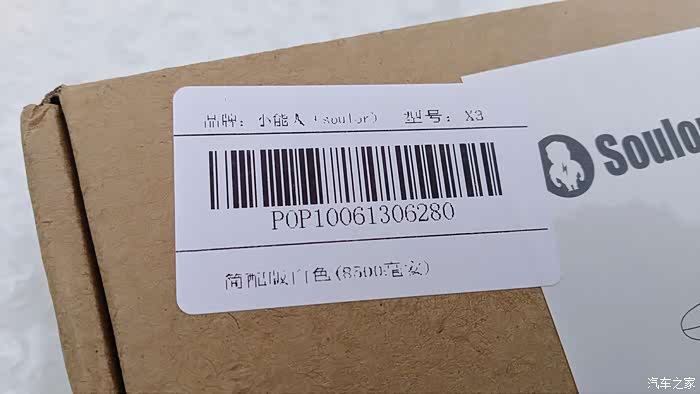 品牌：小能人(soulor) 型号：X3
POP10061306280
简配版白色(8500毫安)
Soulo
汽车之家